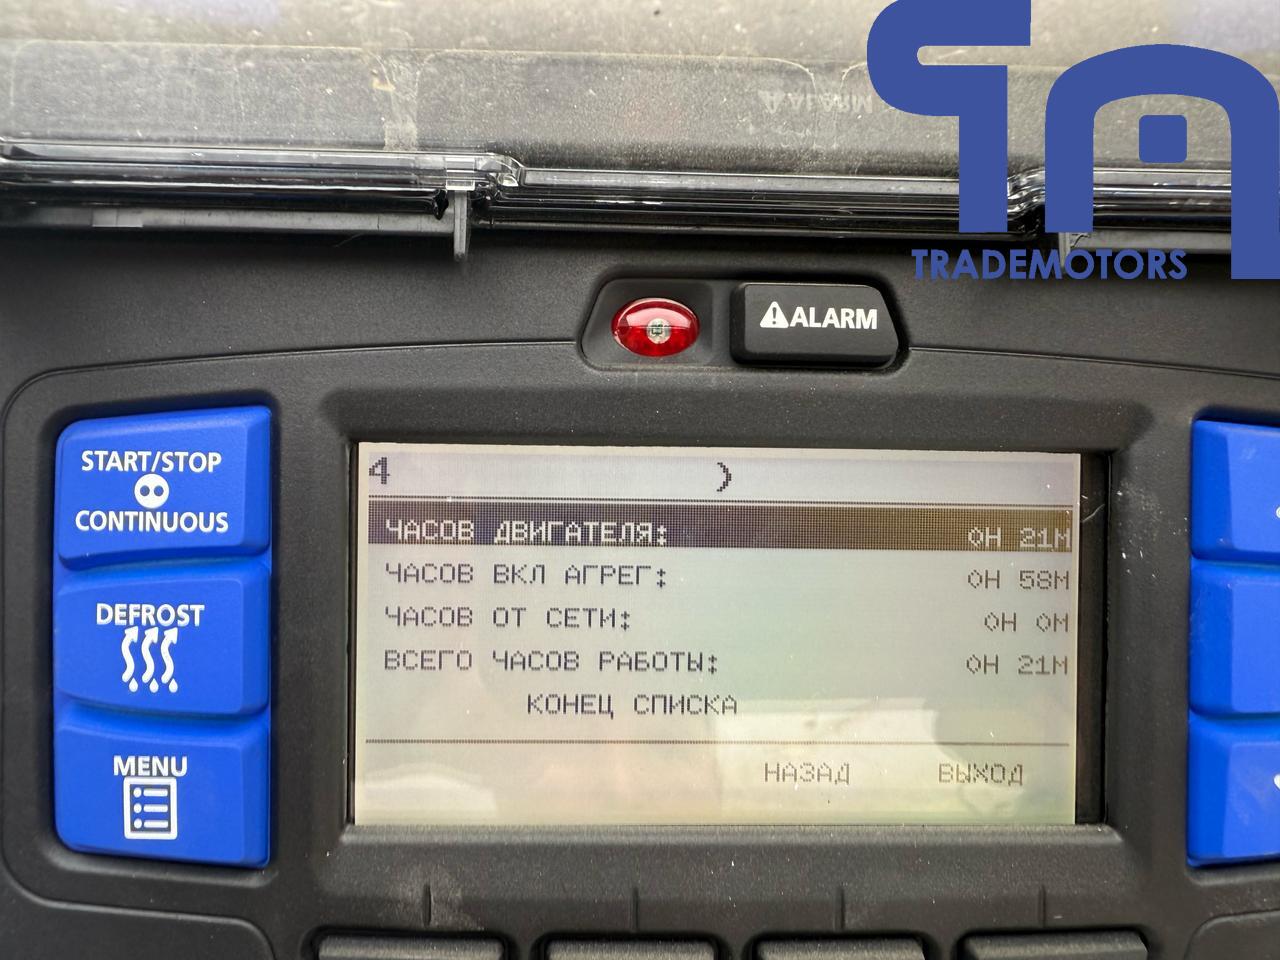 TRADEMOTORS
ALARM
START/STOP
CONTINUOUS
DEFROST
MENU
4
ЧАСОВ ДВИГАТЕЛЯ: 0H 21M
ЧАСОВ ВКЛ АГРЕГ: 0H 58M
ЧАСОВ ОТ СЕТИ: 0H 0M
ВСЕГО ЧАСОВ РАБОТЫ: 0H 21M
КОНЕЦ СПИСКА
НАЗАД ВЫХОД